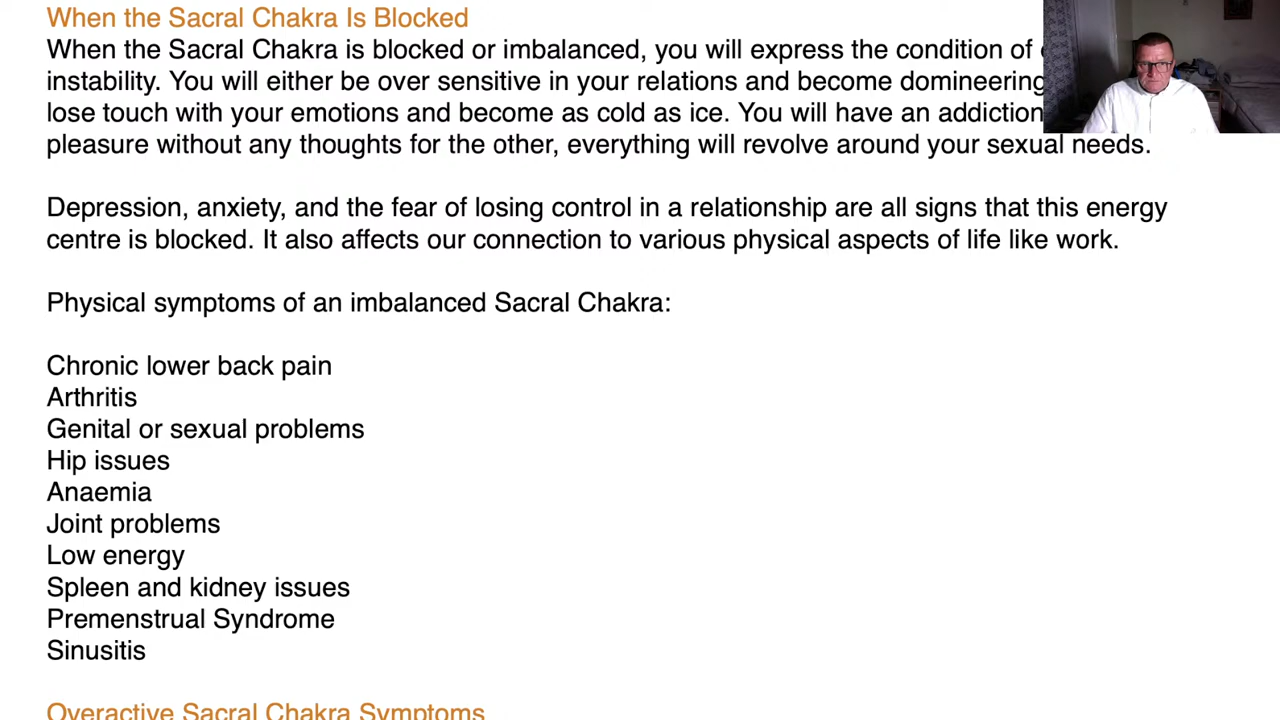 When the Sacral Chakra Is Blocked
When the Sacral Chakra is blocked or imbalanced, you will express the condition of
instability. You will either be over sensitive in your relations and become domineering
lose touch with your emotions and become as cold as ice. You will have an addiction
pleasure without any thoughts for the other, everything will revolve around your sexual needs.
Depression, anxiety, and the fear of losing control in a relationship are all signs that this energy
centre is blocked. It also affects our connection to various physical aspects of life like work.
Physical symptoms of an imbalanced Sacral Chakra:
Chronic lower back pain
Arthritis
Genital or sexual problems
Hip issues
Anaemia
Joint problems
Low energy
Spleen and kidney issues
Premenstrual Syndrome
Sinusitis
Overactive Sacral Chakra Symptoms